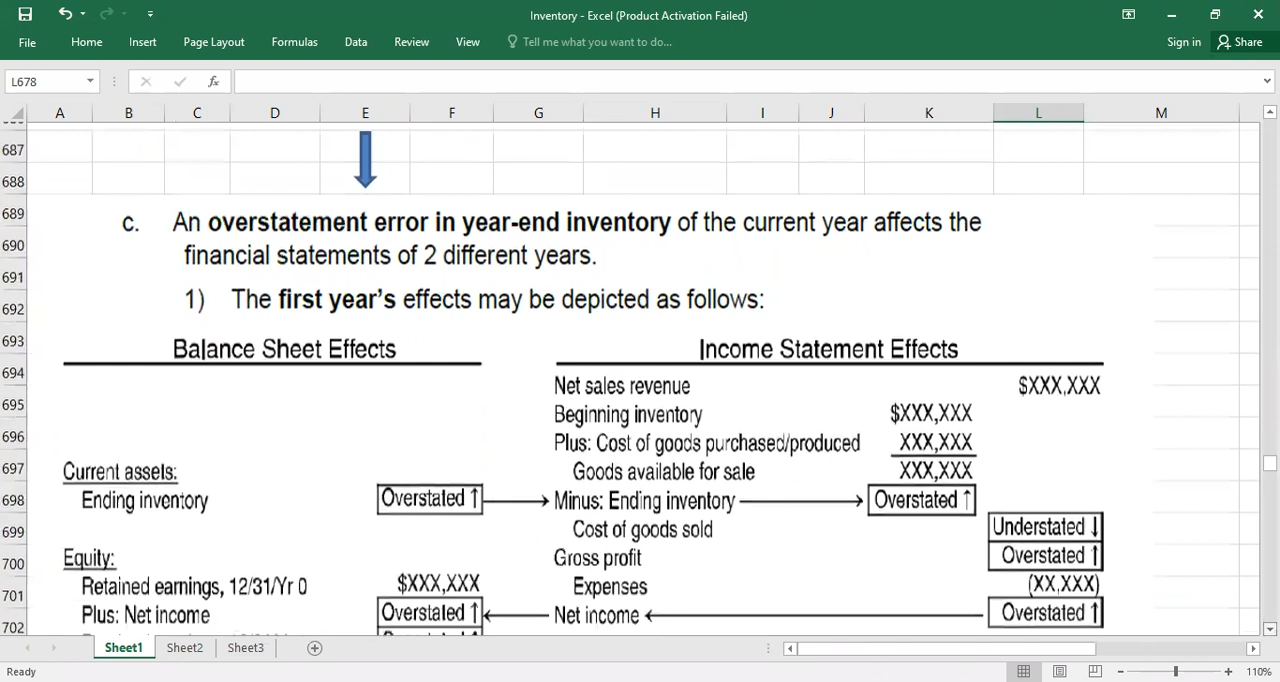 Inventory - Excel (Product Activation Failed)
File Home Insert Page Layout Formulas Data Review View Tell me what you want to do... Sign in Share
L678 fx
A B C D E F G H I J K L M
687
688
689
c. An overstatement error in year-end inventory of the current year affects the
690
financial statements of 2 different years.
691
1) The first year's effects may be depicted as follows:
692
693
Balance Sheet Effects Income Statement Effects
694
Net sales revenue $XXX,XXX
695
Beginning inventory $XXX,XXX
696
Plus: Cost of goods purchased/produced XXX,XXX
697
Current assets: Goods available for sale XXX,XXX
698
Ending inventory Overstated ↑ Minus: Ending inventory Overstated ↑
699
Cost of goods sold Understated ↓
700
Equity: Gross profit Overstated ↑
701
Retained earnings, 12/31/Yr 0 $XXX,XXX Expenses (XX,XXX)
702
Plus: Net income Overstated ↑ Net income Overstated ↑
Sheet1 Sheet2 Sheet3
Ready 110%